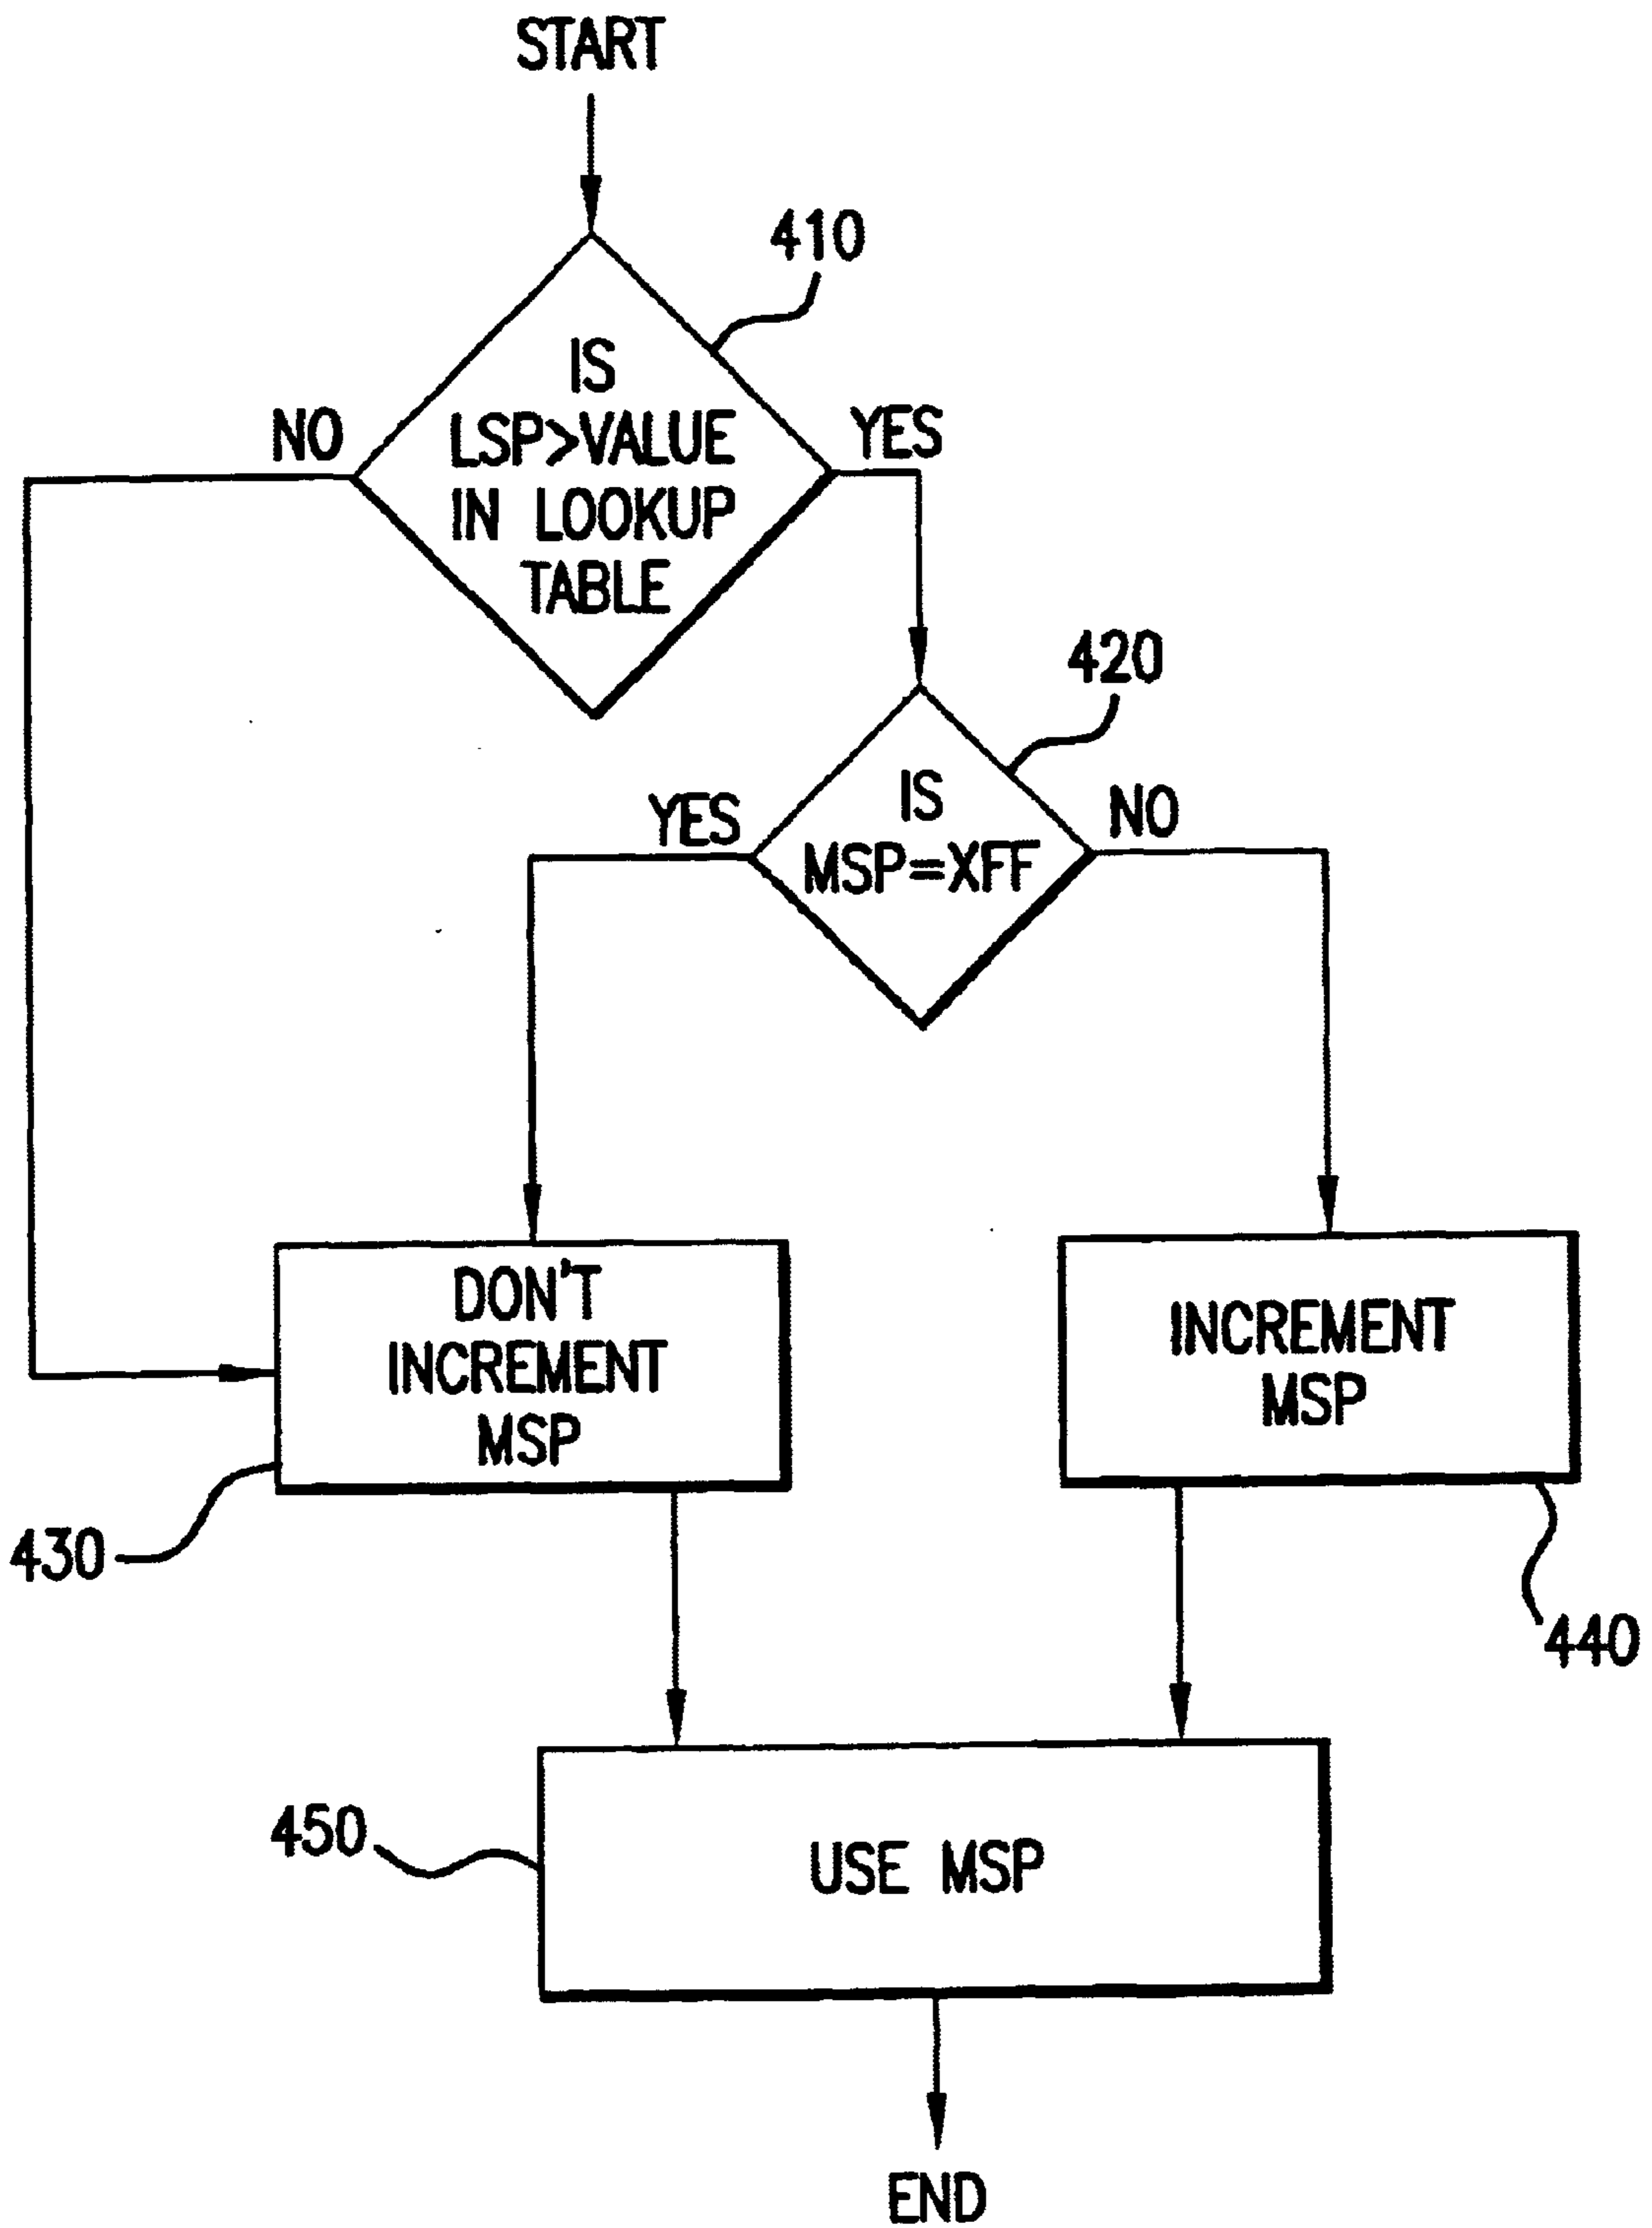 START
410
IS
LSP>VALUE
IN LOOKUP
TABLE
NO
YES
420
IS
MSP=XFF
YES
NO
DON'T
INCREMENT
MSP
430
INCREMENT
MSP
440
450
USE MSP
END